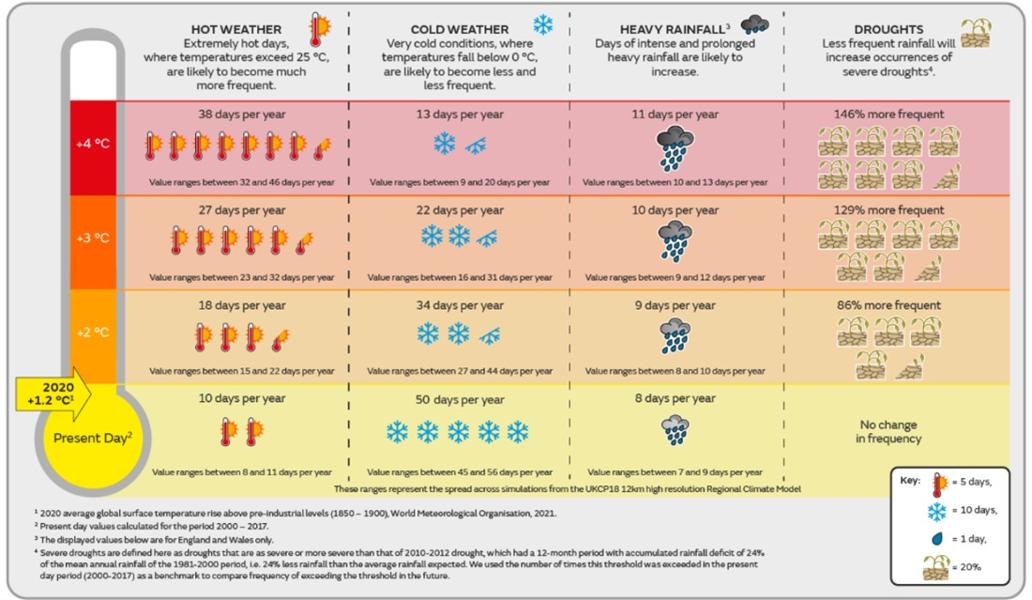 HOT WEATHER
Extremely hot days,
where temperatures exceed 25 °C,
are likely to become much
more frequent.
COLD WEATHER
Very cold conditions, where
temperatures fall below 0 °C,
are likely to become less and
less frequent.
HEAVY RAINFALL³
Days of intense and prolonged
heavy rainfall are likely to
increase.
DROUGHTS
Less frequent rainfall will
increase occurrences of
severe droughts⁴.
+4 °C
38 days per year
Value ranges between 32 and 46 days per year
13 days per year
Value ranges between 9 and 20 days per year
11 days per year
Value ranges between 10 and 13 days per year
146% more frequent
+3 °C
27 days per year
Value ranges between 23 and 32 days per year
22 days per year
Value ranges between 16 and 31 days per year
10 days per year
Value ranges between 9 and 12 days per year
129% more frequent
+2 °C
18 days per year
Value ranges between 15 and 22 days per year
34 days per year
Value ranges between 27 and 44 days per year
9 days per year
Value ranges between 8 and 10 days per year
86% more frequent
2020
+1.2 °C¹
Present Day²
10 days per year
Value ranges between 8 and 11 days per year
50 days per year
Value ranges between 45 and 56 days per year
8 days per year
Value ranges between 7 and 9 days per year
No change
in frequency
These ranges represent the spread across simulations from the UKCP18 12km high resolution Regional Climate Model
Key:
= 5 days,
= 10 days,
= 1 day,
= 20%
¹ 2020 average global surface temperature rise above pre-industrial levels (1850 – 1900), World Meteorological Organisation, 2021.
² Present day values calculated for the period 2000 – 2017.
³ The displayed values below are for England and Wales only.
⁴ Severe droughts are defined here as droughts that are as severe or more severe than that of 2010-2012 drought, which had a 12-month period with accumulated rainfall deficit of 24%
of the mean annual rainfall of the 1981-2000 period, i.e. 24% less rainfall than the average rainfall expected. We used the number of times this threshold was exceeded in the present
day period (2000-2017) as a benchmark to compare frequency of exceeding the threshold in the future.